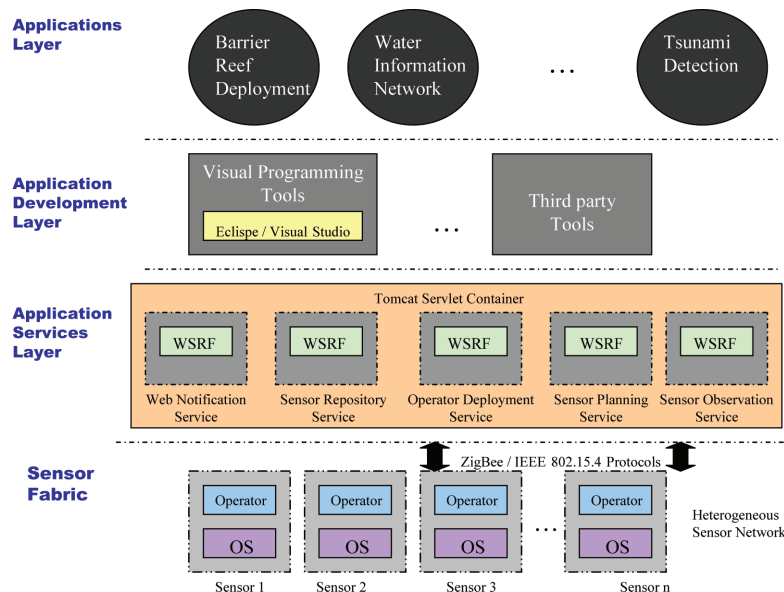 Applications
Layer
Barrier
Reef
Deployment
Water
Information
Network
...
Tsunami
Detection
Application
Development
Layer
Visual Programming
Tools
Eclispe / Visual Studio
...
Third party
Tools
Application
Services
Layer
Tomcat Servlet Container
WSRF
WSRF
WSRF
WSRF
WSRF
Web Notification
Service
Sensor Repository
Service
Operator Deployment
Service
Sensor Planning
Service
Sensor Observation
Service
Sensor
Fabric
ZigBee / IEEE 802.15.4 Protocols
Operator
OS
Operator
OS
Operator
OS
...
Operator
OS
Heterogeneous
Sensor Network
Sensor 1
Sensor 2
Sensor 3
Sensor n